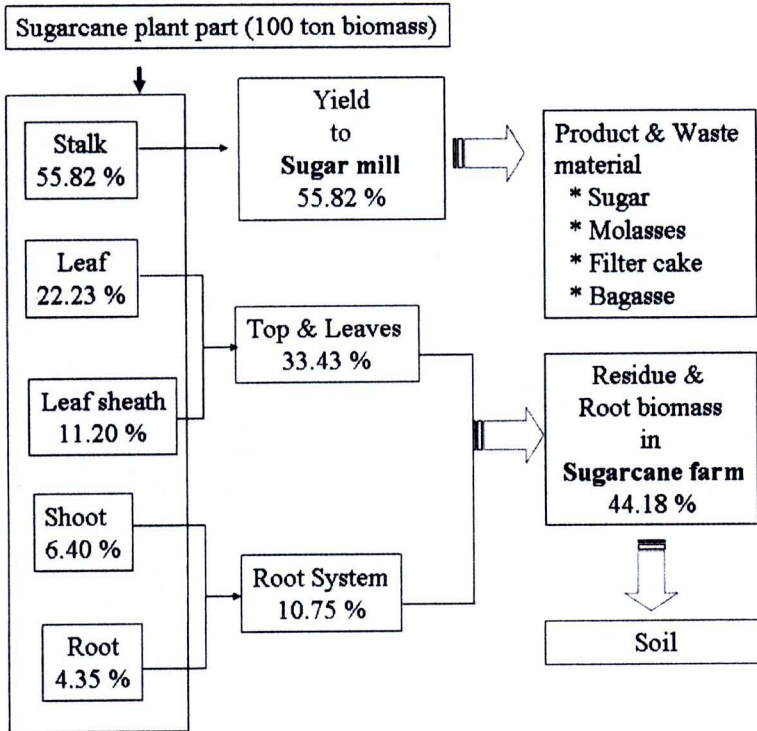 Sugarcane plant part (100 ton biomass)
Stalk
55.82 %
Yield
to
Sugar mill
55.82 %
Product & Waste
material
* Sugar
* Molasses
* Filter cake
* Bagasse
Leaf
22.23 %
Leaf sheath
11.20 %
Top & Leaves
33.43 %
Shoot
6.40 %
Root
4.35 %
Root System
10.75 %
Residue &
Root biomass
in
Sugarcane farm
44.18 %
Soil